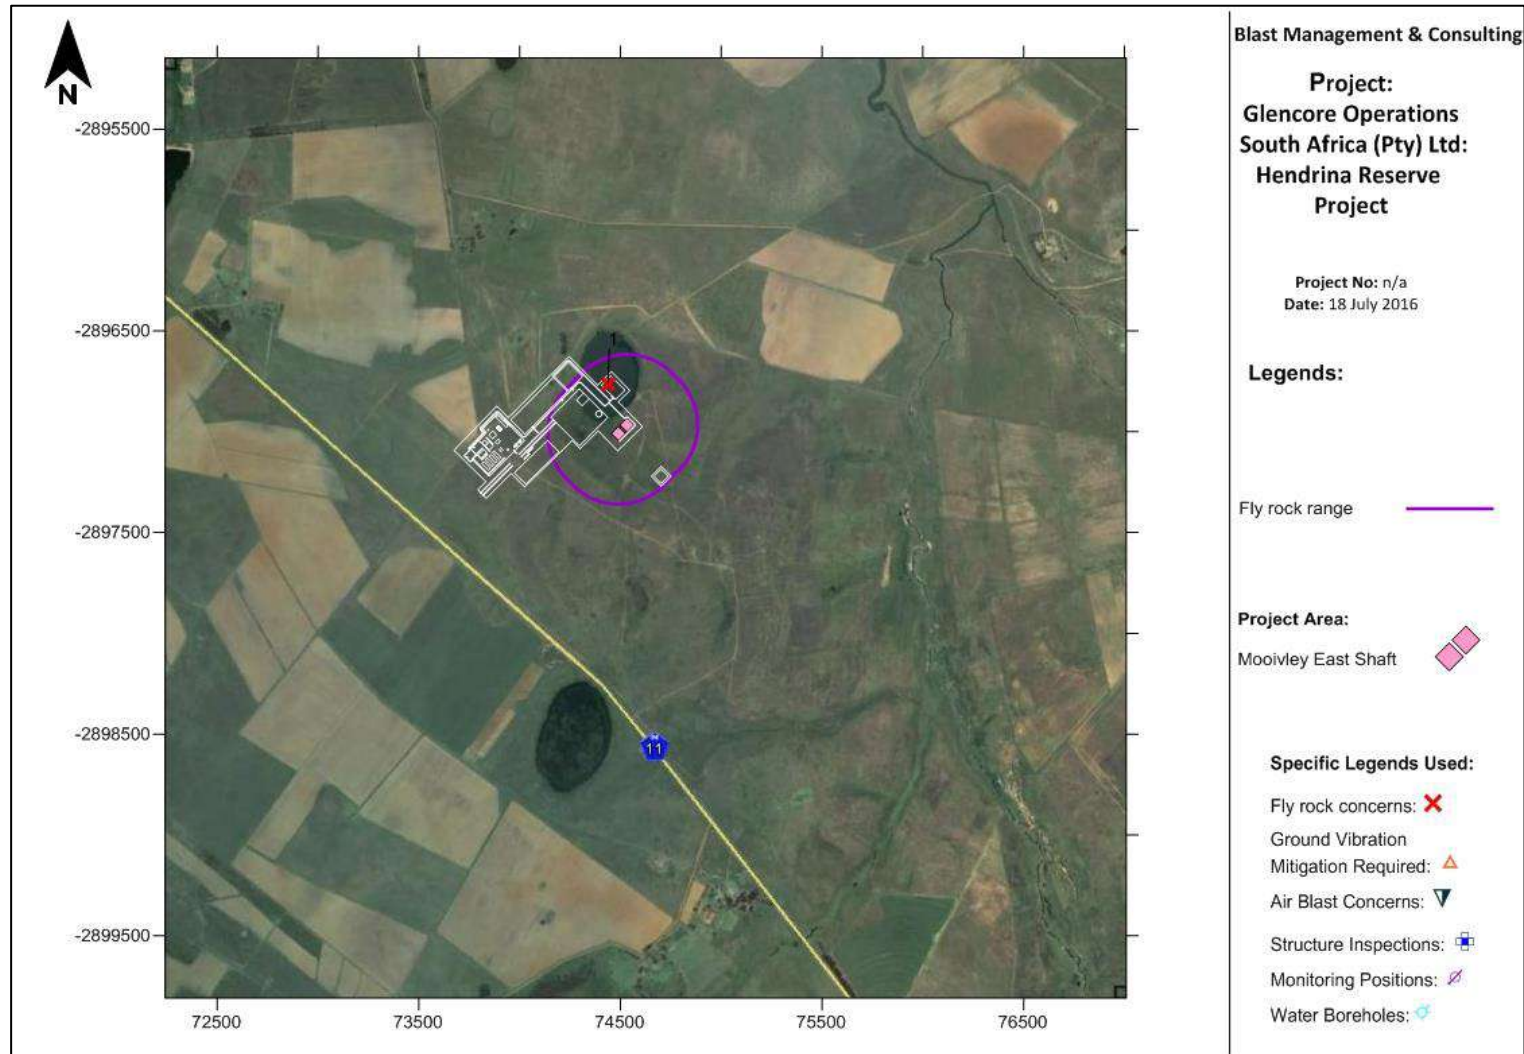 N
-2895500
-2896500
-2897500
-2898500
-2899500
72500
73500
74500
75500
76500
1
11
Blast Management & Consulting
Project:
Glencore Operations
South Africa (Pty) Ltd:
Hendrina Reserve
Project
Project No: n/a
Date: 18 July 2016
Legends:
Fly rock range
Project Area:
Mooivley East Shaft
Specific Legends Used:
Fly rock concerns:
Ground Vibration
Mitigation Required:
Air Blast Concerns:
Structure Inspections:
Monitoring Positions:
Water Boreholes: